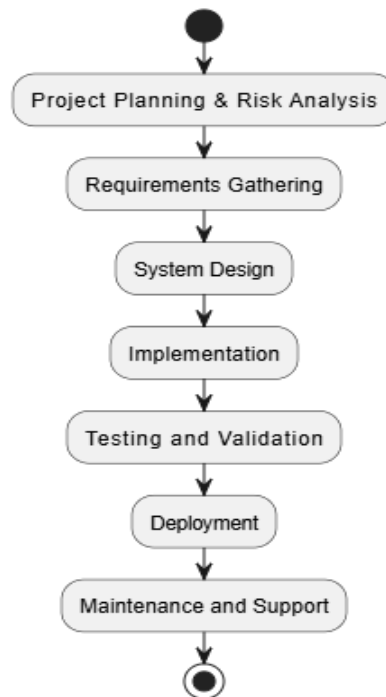 Project Planning & Risk Analysis
Requirements Gathering
System Design
Implementation
Testing and Validation
Deployment
Maintenance and Support